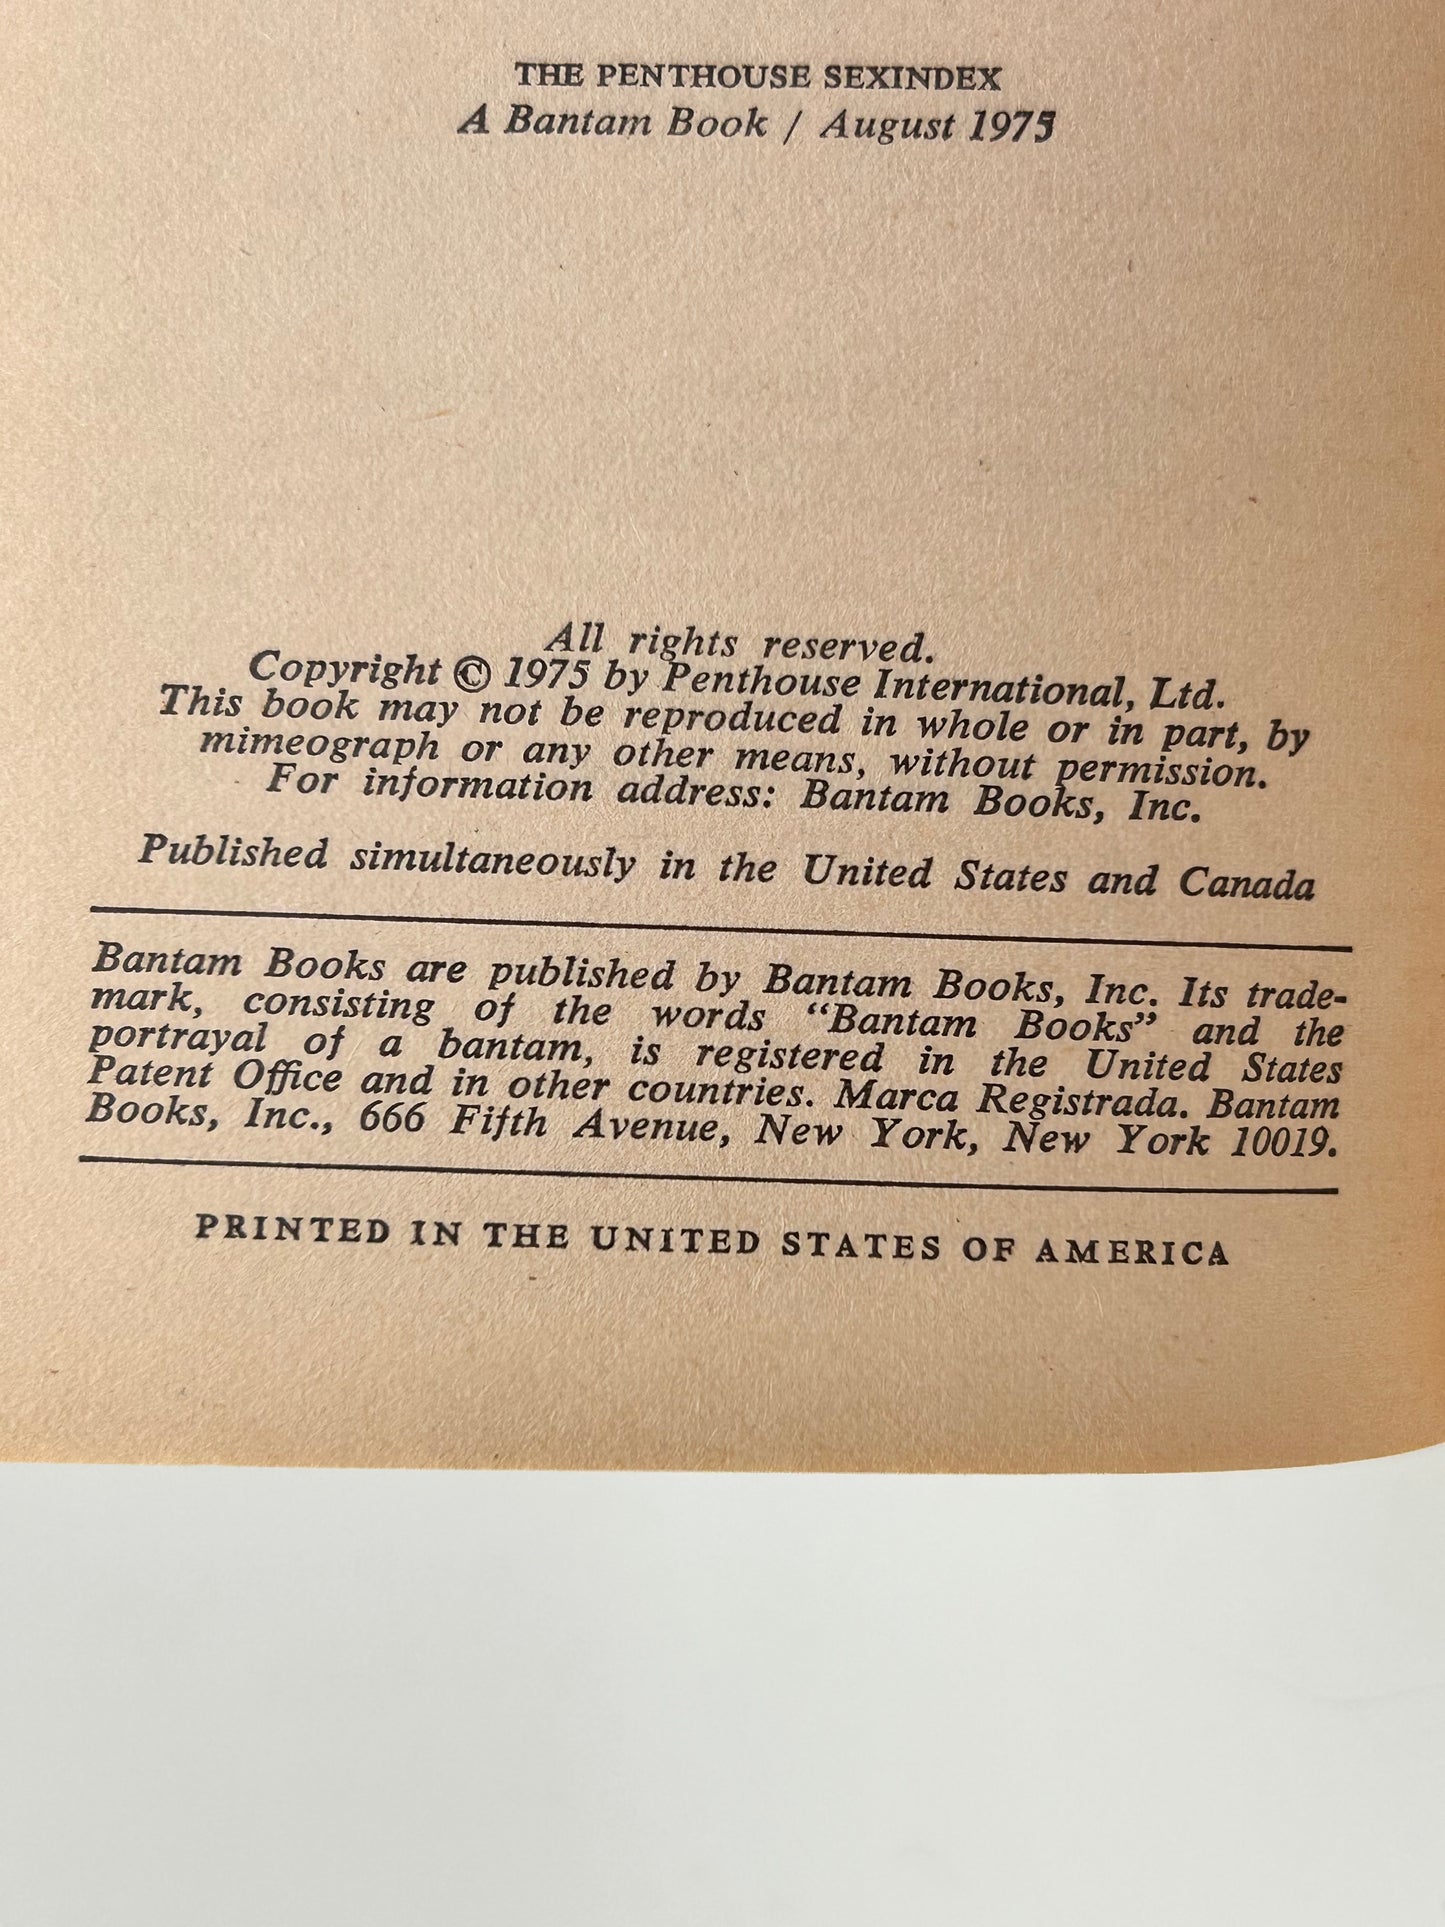 THE PENTHOUSE SEXINDEX
A Bantam Book / August 1975
All rights reserved.
Copyright © 1975 by Penthouse International, Ltd.
This book may not be reproduced in whole or in part, by
mimeograph or any other means, without permission.
For information address: Bantam Books, Inc.
Published simultaneously in the United States and Canada
Bantam Books are published by Bantam Books, Inc. Its trade-
mark, consisting of the words “Bantam Books” and the
portrayal of a bantam, is registered in the United States
Patent Office and in other countries. Marca Registrada. Bantam
Books, Inc., 666 Fifth Avenue, New York, New York 10019.
PRINTED IN THE UNITED STATES OF AMERICA